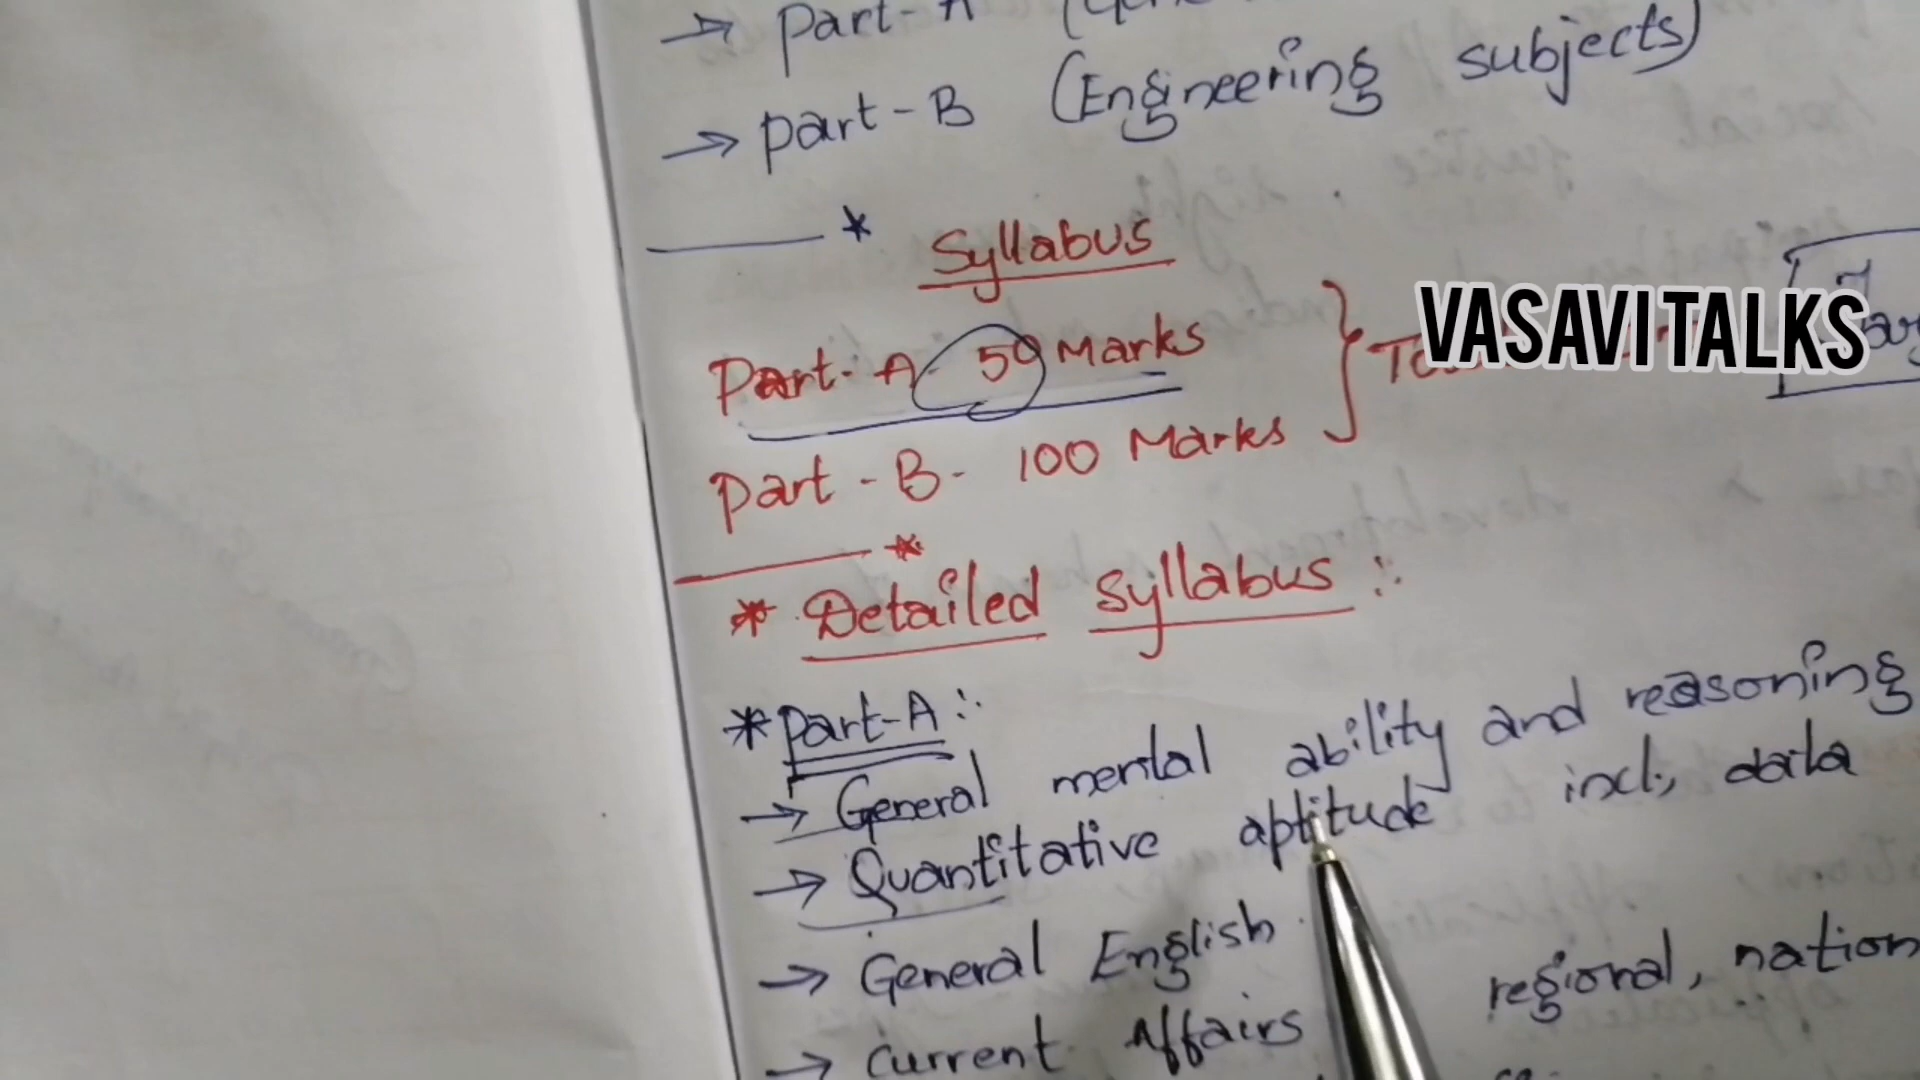 → Part-A
→ Part-B (Engineering subjects)
* Syllabus
Part-A- 50 Marks
VASAVI TALKS
Part-B- 100 Marks
* Detailed Syllabus:-
* Part-A:-
→ General mental ability and reasoning
→ Quantitative aptitude incl., data
→ General English
→ Current Affairs regional, nation